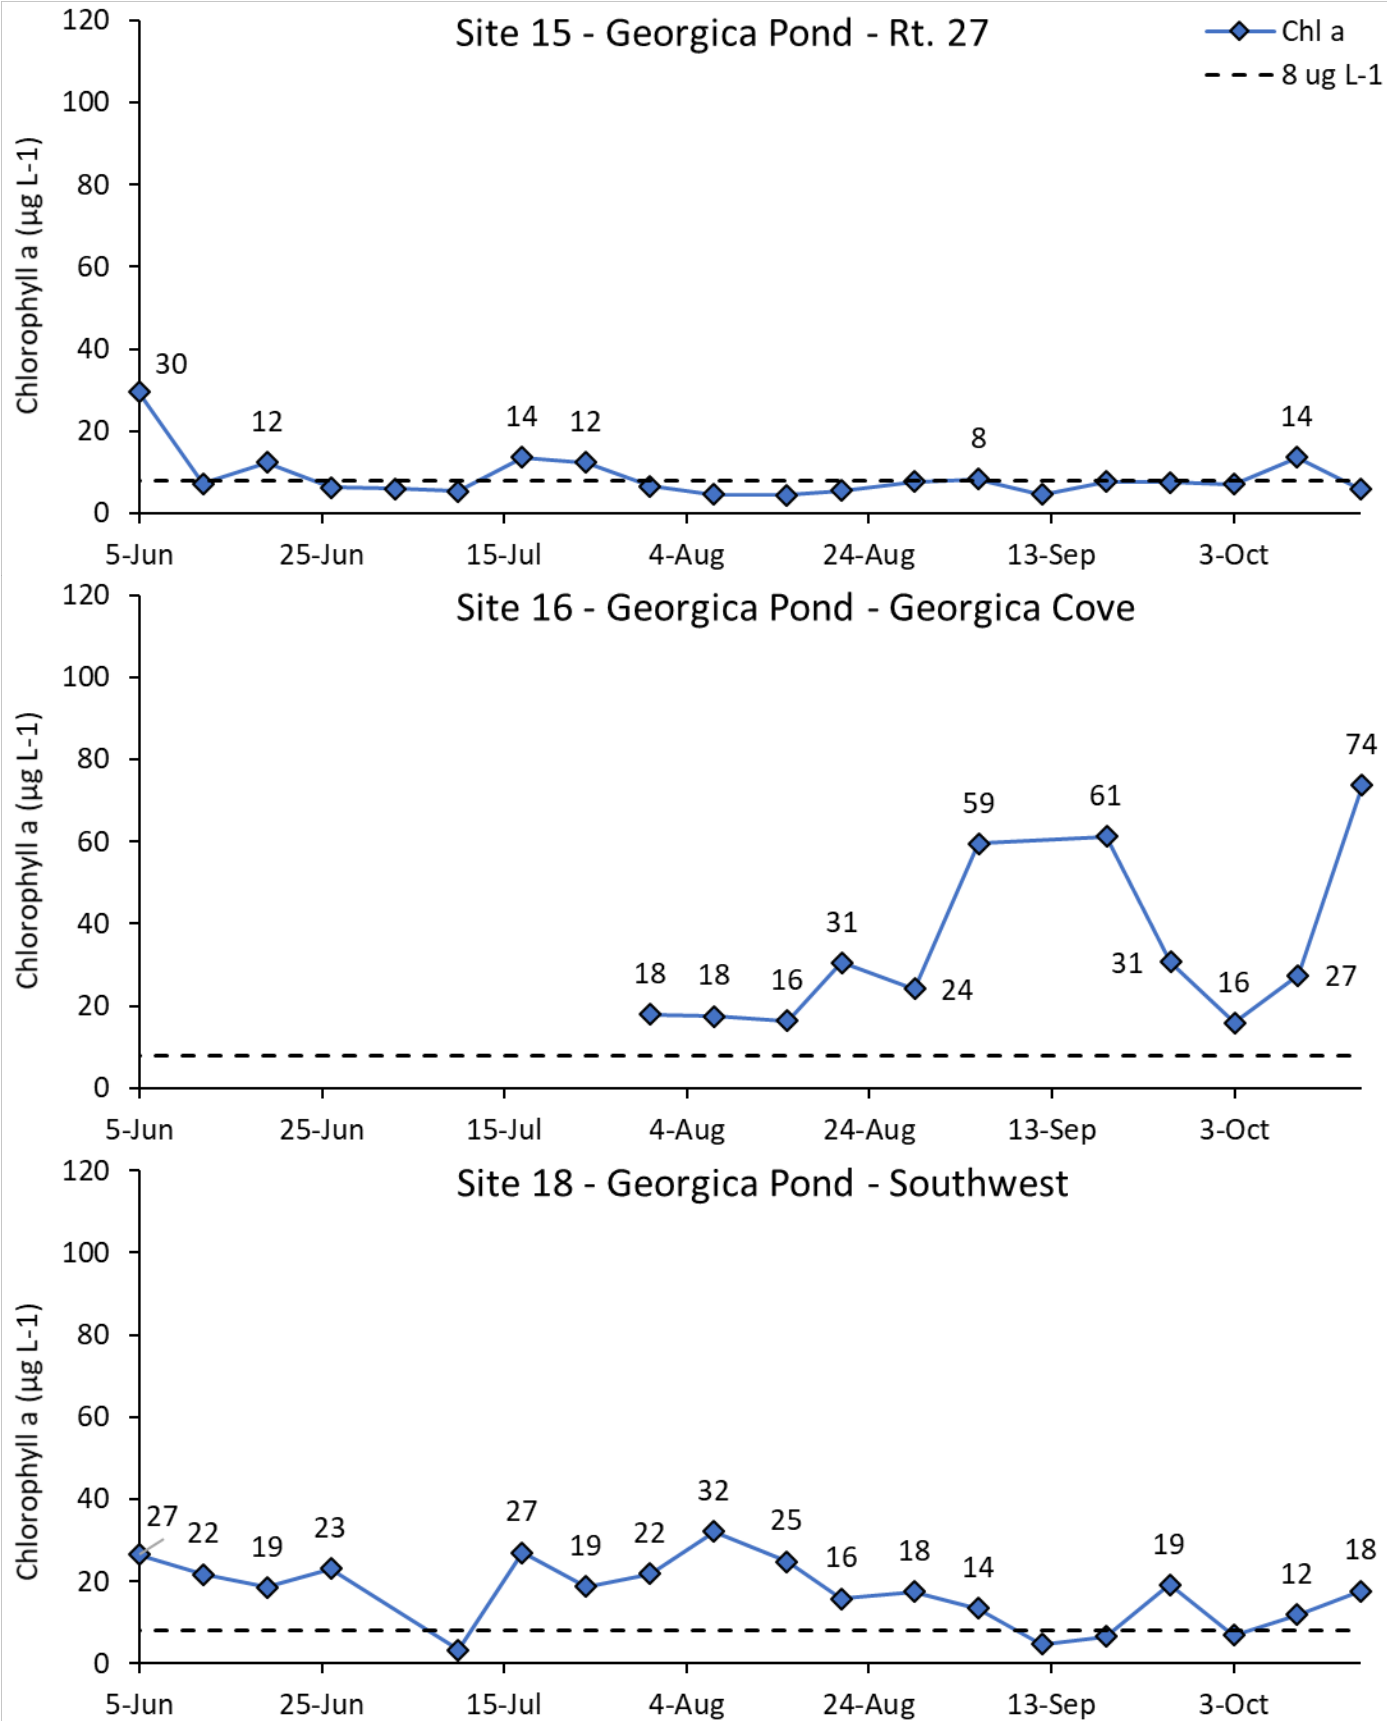 Site 15 - Georgica Pond - Rt. 27
Chl a
8 ug L-1
Chlorophyll a (µg L-1)
120
100
80
60
40
20
0
30
12
14
12
8
14
5-Jun
25-Jun
15-Jul
4-Aug
24-Aug
13-Sep
3-Oct
Site 16 - Georgica Pond - Georgica Cove
Chlorophyll a (µg L-1)
120
100
80
60
40
20
0
18
18
16
31
24
59
61
31
16
27
74
5-Jun
25-Jun
15-Jul
4-Aug
24-Aug
13-Sep
3-Oct
Site 18 - Georgica Pond - Southwest
Chlorophyll a (µg L-1)
120
100
80
60
40
20
0
27
22
19
23
27
19
22
32
25
16
18
14
19
12
18
5-Jun
25-Jun
15-Jul
4-Aug
24-Aug
13-Sep
3-Oct